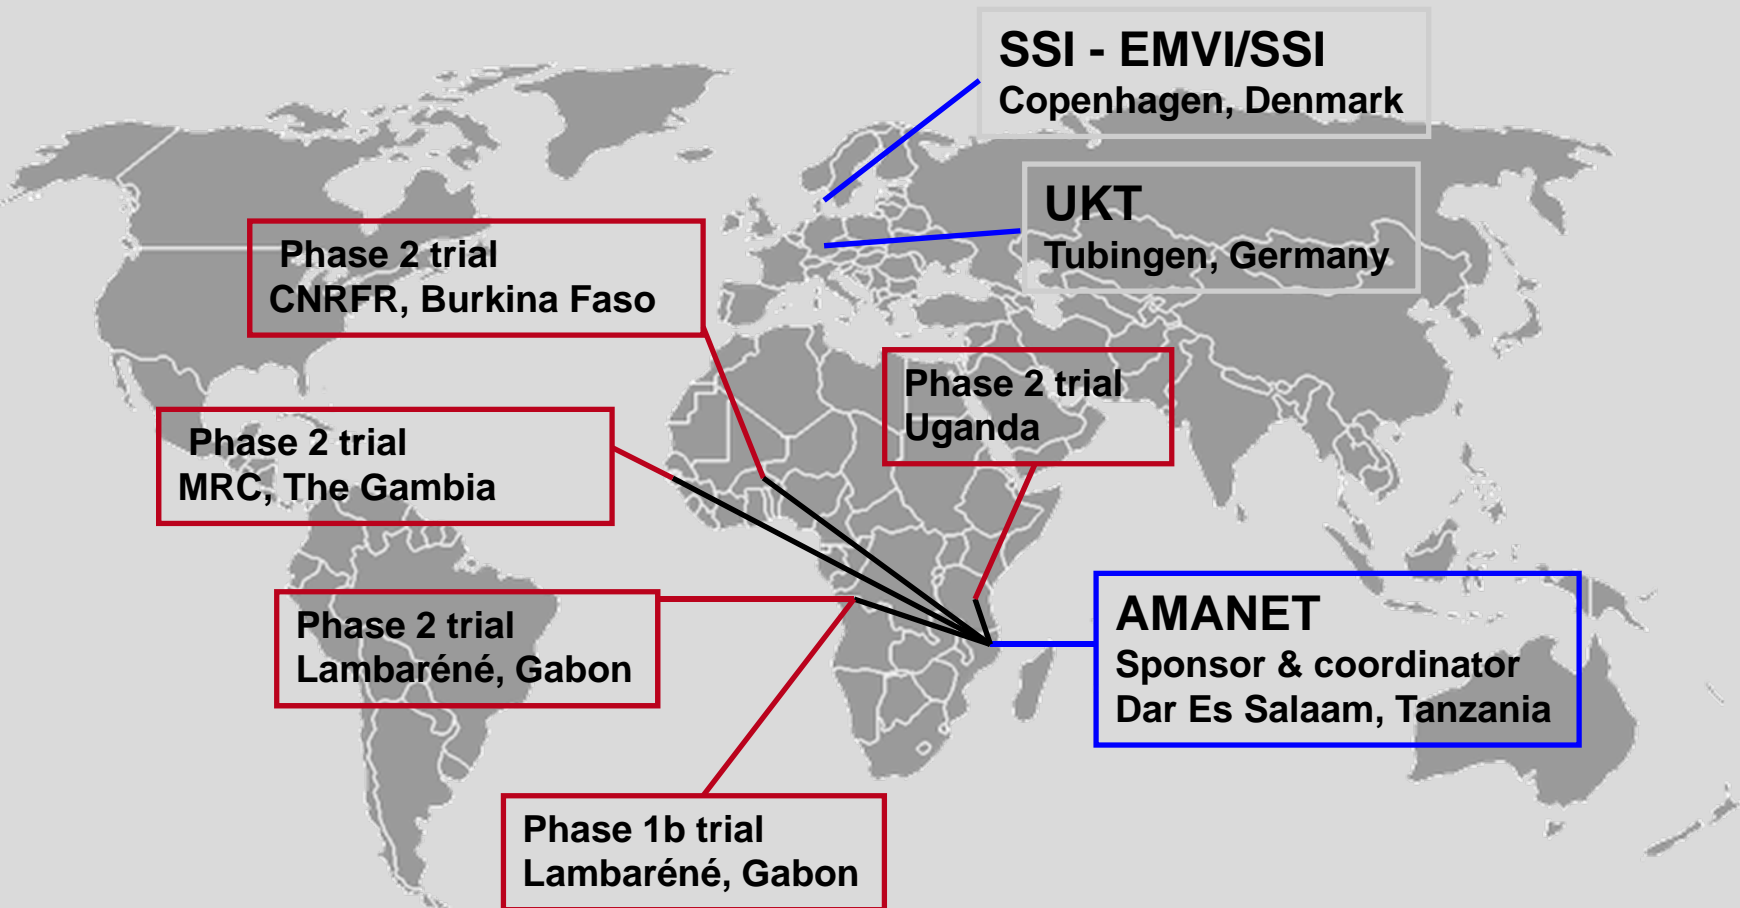 SSI - EMVI/SSI
Copenhagen, Denmark
UKT
Tubingen, Germany
Phase 2 trial
CNRFR, Burkina Faso
Phase 2 trial
Uganda
Phase 2 trial
MRC, The Gambia
AMANET
Sponsor & coordinator
Dar Es Salaam, Tanzania
Phase 2 trial
Lambaréné, Gabon
Phase 1b trial
Lambaréné, Gabon